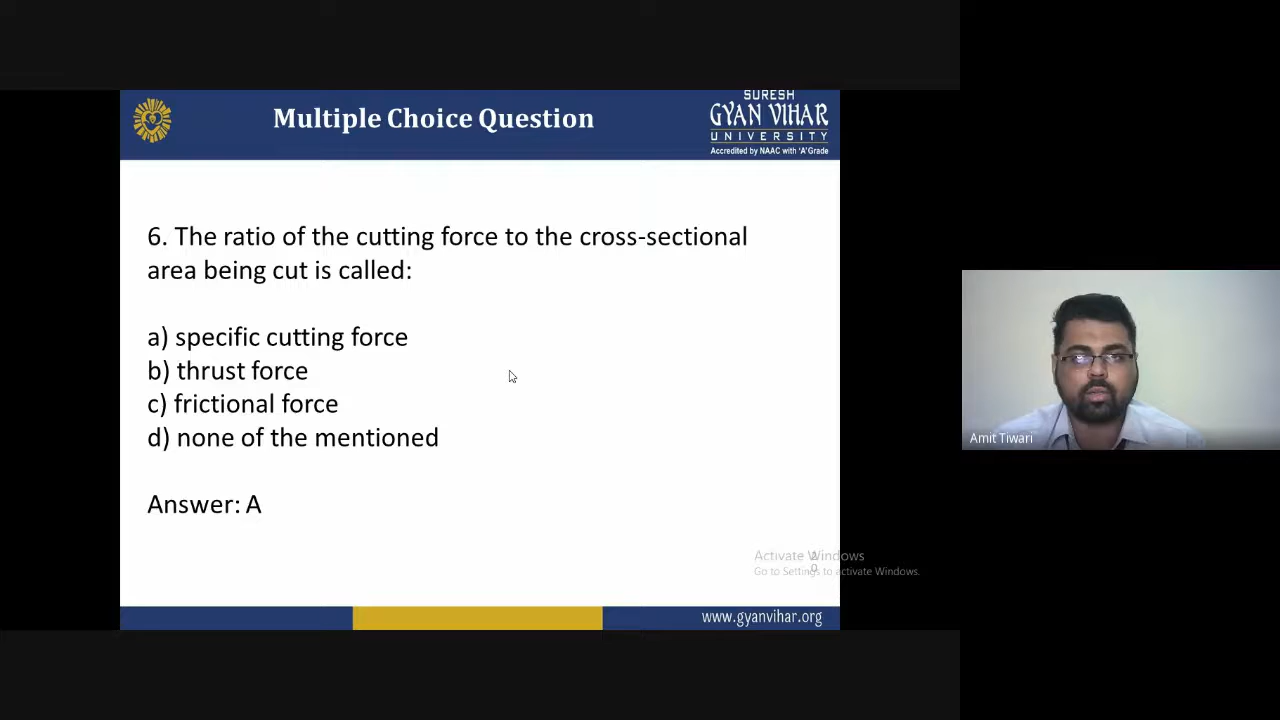 Multiple Choice Question
SURESH
GYAN VIHAR
UNIVERSITY
Accredited by NAAC with 'A' Grade
6. The ratio of the cutting force to the cross-sectional
area being cut is called:
a) specific cutting force
b) thrust force
c) frictional force
d) none of the mentioned
Answer: A
Amit Tiwari
Activate Windows
Go to Settings to activate Windows.
www.gyanvihar.org